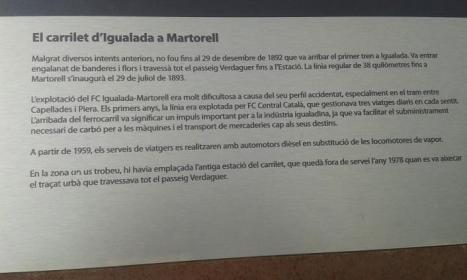 El carrilet d'Igualada a Martorell
Malgrat diversos intents anteriors, no fou fins al 29 de desembre de 1892 que va arribar el primer tren a Igualada. Va entrar
engalanat de banderes i flors i travessà tot el passeig Verdaguer fins a l'Estació. La línia regular de 38 quilòmetres fins a
Martorell s'inaugurà el 29 de juliol de 1893.
L'explotació del FC Igualada-Martorell era molt dificultosa a causa del seu perfil accidentat, especialment en el tram entre
Capellades i Piera. Els primers anys, la línia era explotada per FC Central Català, que gestionava tres viatges diaris en cada sentit.
L'arribada del ferrocarril va significar un impuls important per a la indústria igualadina, ja que va facilitar el subministrament
necessari de carbó per a les màquines i el transport de mercaderies cap als seus destins.
A partir de 1959, els serveis de viatgers es realitzaren amb automotors dièsel en substitució de les locomotores de vapor.
En la zona on us trobeu, hi havia emplaçada l'antiga estació del carrilet, que quedà fora de servei l'any 1978 quan es va aixecar
el traçat urbà que travessava tot el passeig Verdaguer.